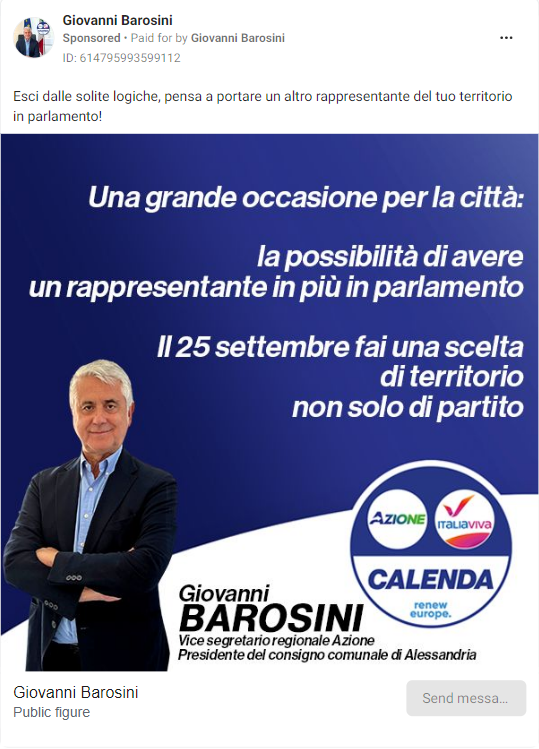 Giovanni Barosini
Sponsored • Paid for by Giovanni Barosini
ID: 614795993599112
Esci dalle solite logiche, pensa a portare un altro rappresentante del tuo territorio
in parlamento!
Una grande occasione per la città:
la possibilità di avere
un rappresentante in più in parlamento
Il 25 settembre fai una scelta
di territorio
non solo di partito
AZIONE
ITALIAVIVA
CALENDA
renew
europe.
Giovanni
BAROSINI
Vice segretario regionale Azione
Presidente del consigno comunale di Alessandria
Giovanni Barosini
Public figure
Send messa...